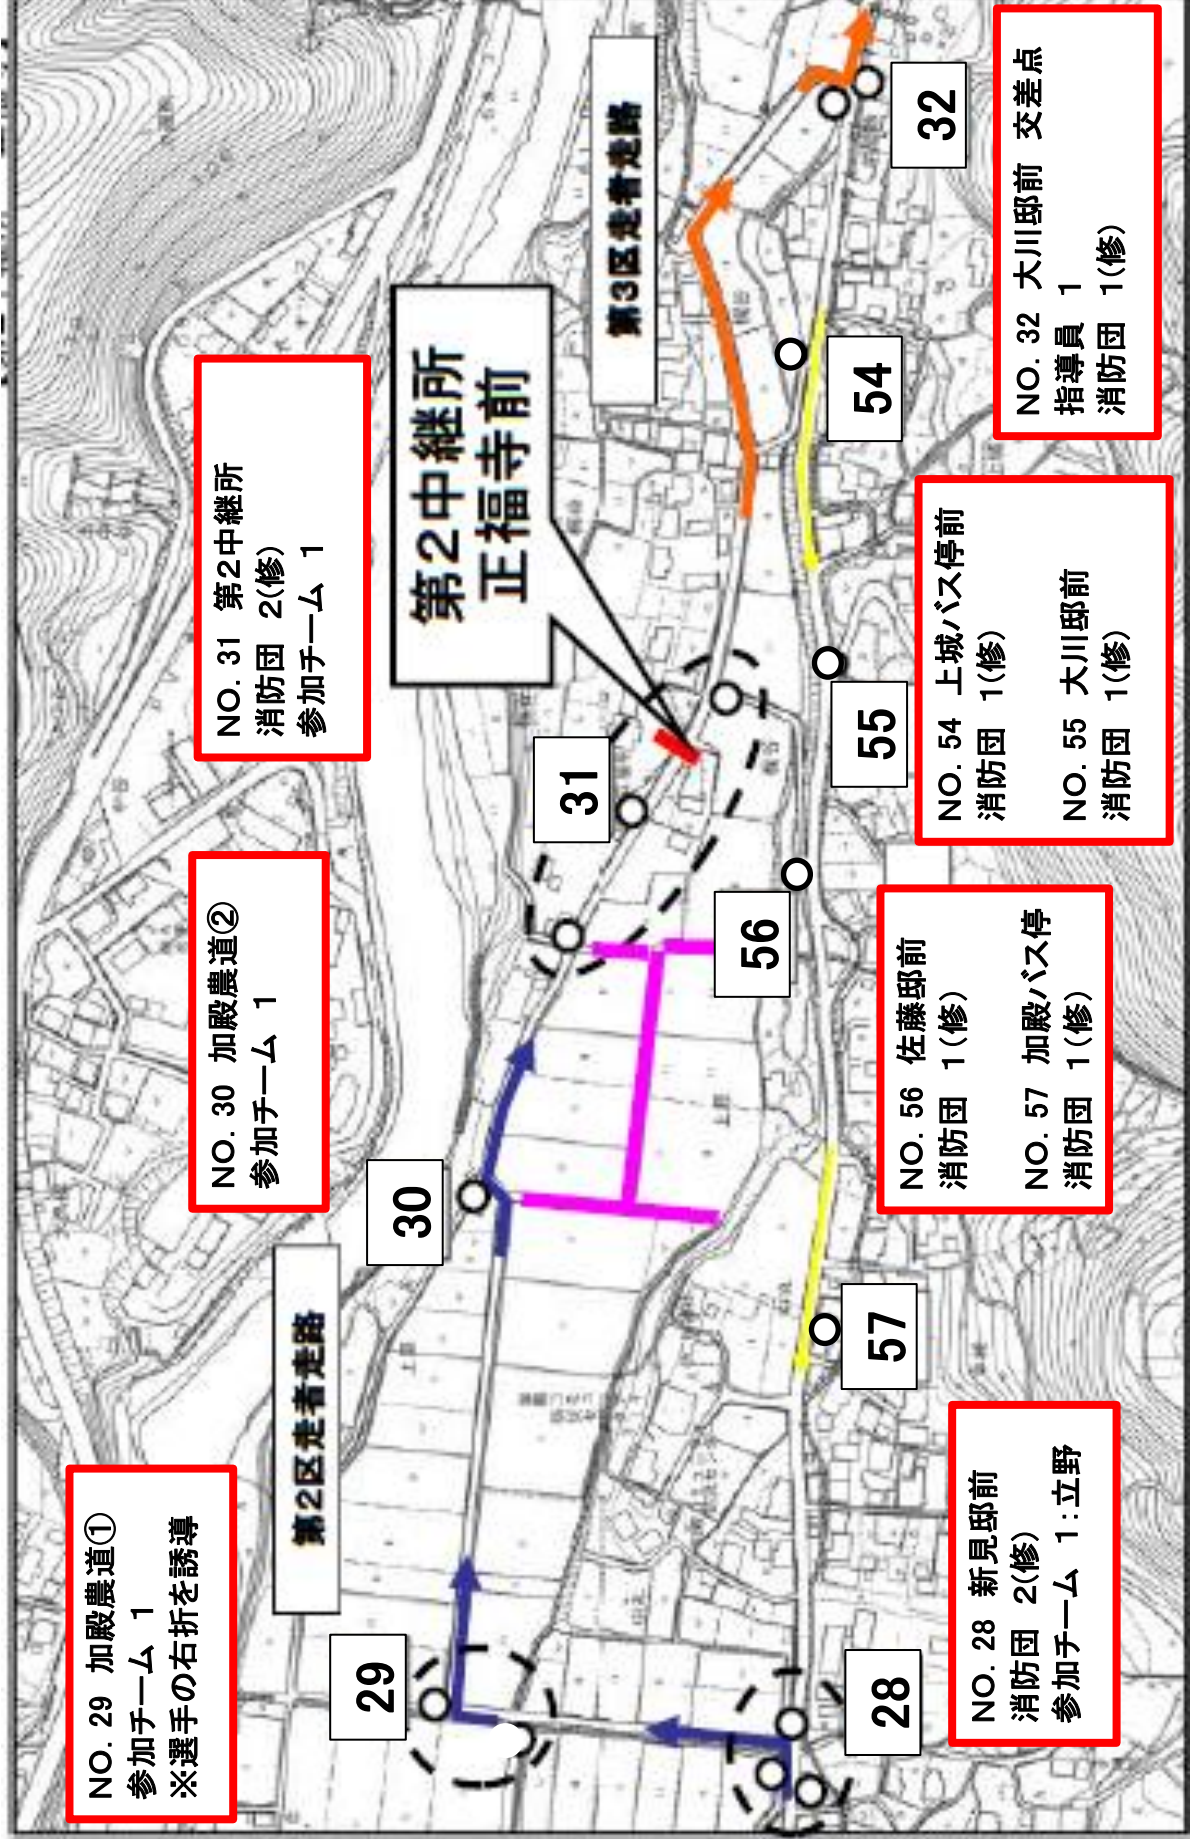 NO. 29 加殿農道①
参加チーム 1
※選手の右折を誘導
NO. 30 加殿農道②
参加チーム 1
NO. 31 第2中継所
消防団 2(修)
参加チーム 1
第2区走者走路
第2中継所
正福寺前
第3区走者走路
29
30
31
32
28
57
56
55
54
NO. 28 新見邸前
消防団 2(修)
参加チーム 1:立野
NO. 56 佐藤邸前
消防団 1(修)
NO. 57 加殿バス停
消防団 1(修)
NO. 54 上城バス停前
消防団 1(修)
NO. 55 大川邸前
消防団 1(修)
NO. 32 大川邸前 交差点
指導員 1
消防団 1(修)